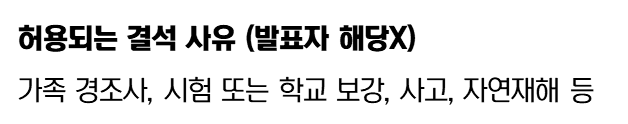 허용되는 결석 사유 (발표자 해당X)
가족 경조사, 시험 또는 학교 보강, 사고, 자연재해 등